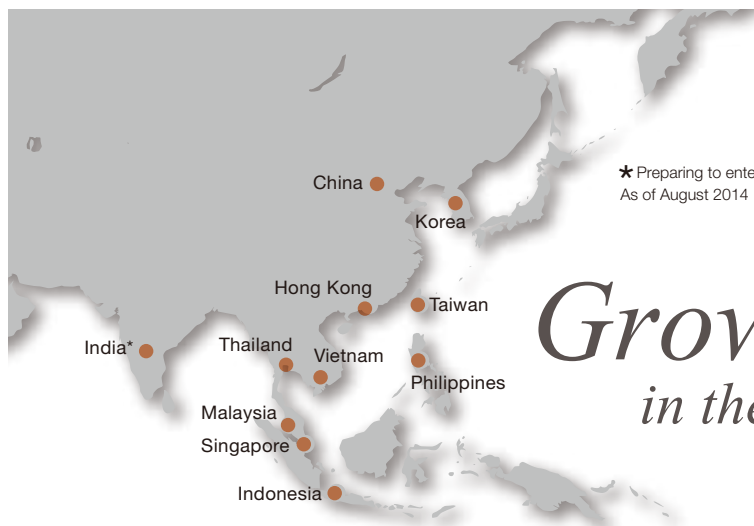 China
Korea
* Preparing to ente
As of August 2014
Hong Kong
Taiwan
India*
Thailand
Vietnam
Philippines
Malaysia
Singapore
Indonesia
Grov
in the